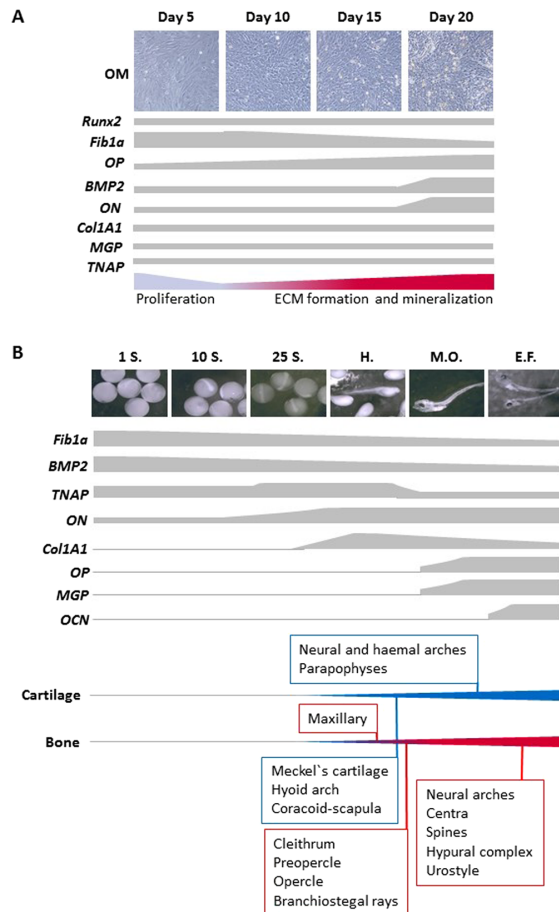 A
Day 5 Day 10 Day 15 Day 20
OM
Runx2
Fib1a
OP
BMP2
ON
Col1A1
MGP
TNAP
Proliferation ECM formation and mineralization
B
1 S. 10 S. 25 S. H. M.O. E.F.
Fib1a
BMP2
TNAP
ON
Col1A1
OP
MGP
OCN
Neural and haemal arches
Parapophyses
Cartilage
Maxillary
Bone
Meckel`s cartilage
Hyoid arch
Coracoid-scapula
Neural arches
Centra
Spines
Hypural complex
Urostyle
Cleithrum
Preopercle
Opercle
Branchiostegal rays